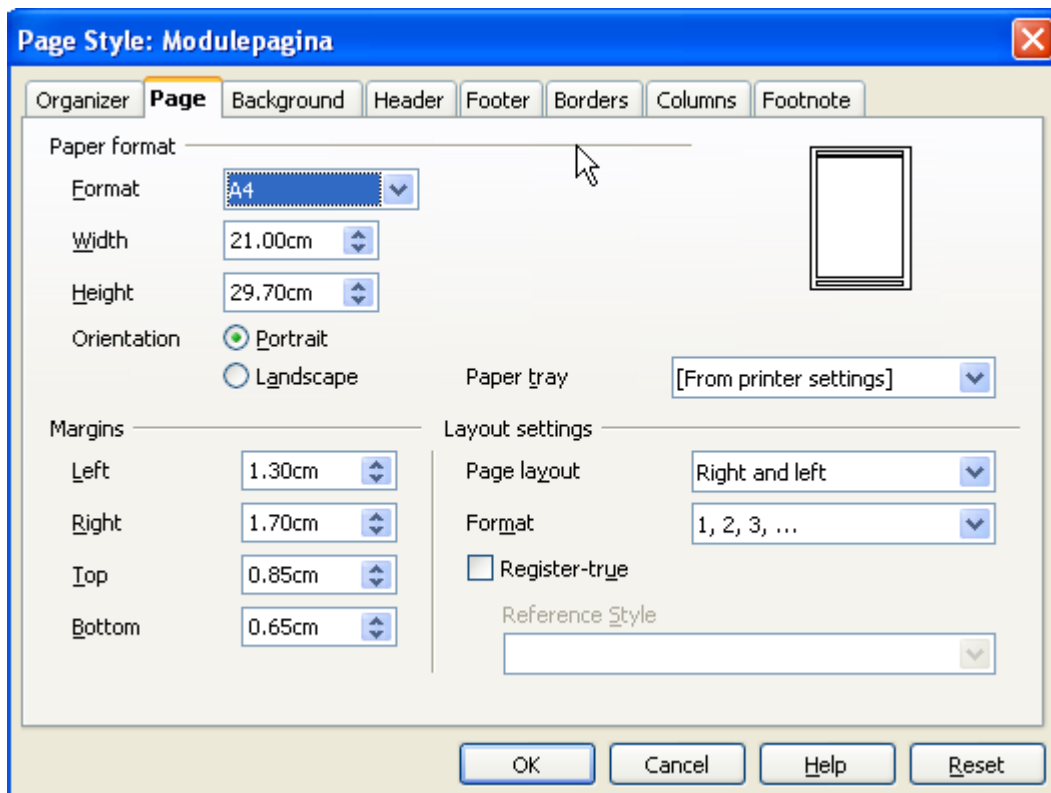 Page Style: Modulepagina
Organizer Page Background Header Footer Borders Columns Footnote
Paper format
Format A4
Width 21.00cm
Height 29.70cm
Orientation Portrait
Landscape
Paper tray [From printer settings]
Margins
Left 1.30cm
Right 1.70cm
Top 0.85cm
Bottom 0.65cm
Layout settings
Page layout Right and left
Format 1, 2, 3, ...
Register-true
Reference Style
OK Cancel Help Reset